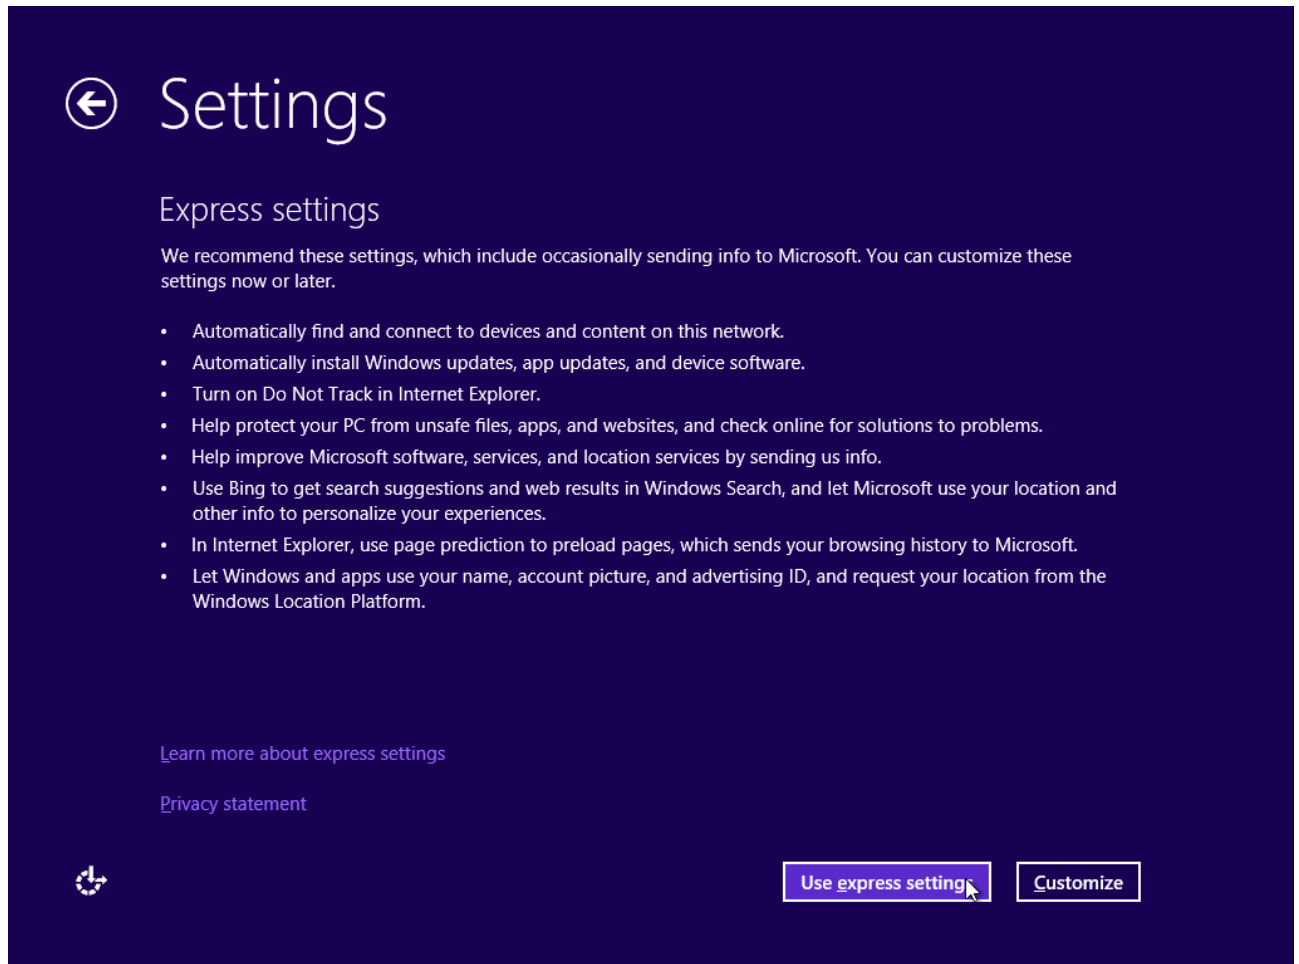 Settings
Express settings
We recommend these settings, which include occasionally sending info to Microsoft. You can customize these
settings now or later.
• Automatically find and connect to devices and content on this network.
• Automatically install Windows updates, app updates, and device software.
• Turn on Do Not Track in Internet Explorer.
• Help protect your PC from unsafe files, apps, and websites, and check online for solutions to problems.
• Help improve Microsoft software, services, and location services by sending us info.
• Use Bing to get search suggestions and web results in Windows Search, and let Microsoft use your location and
other info to personalize your experiences.
• In Internet Explorer, use page prediction to preload pages, which sends your browsing history to Microsoft.
• Let Windows and apps use your name, account picture, and advertising ID, and request your location from the
Windows Location Platform.
Learn more about express settings
Privacy statement
Use express settings
Customize